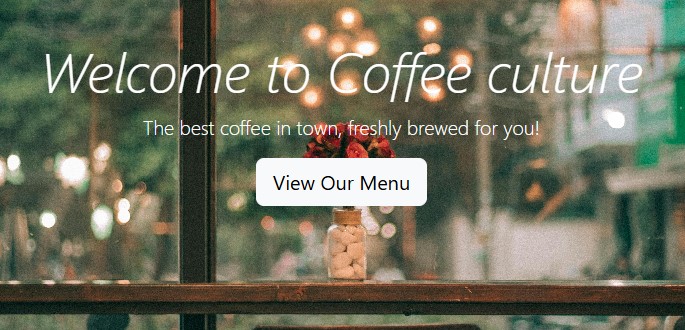 Welcome to Coffee culture
The best coffee in town, freshly brewed for you!
View Our Menu